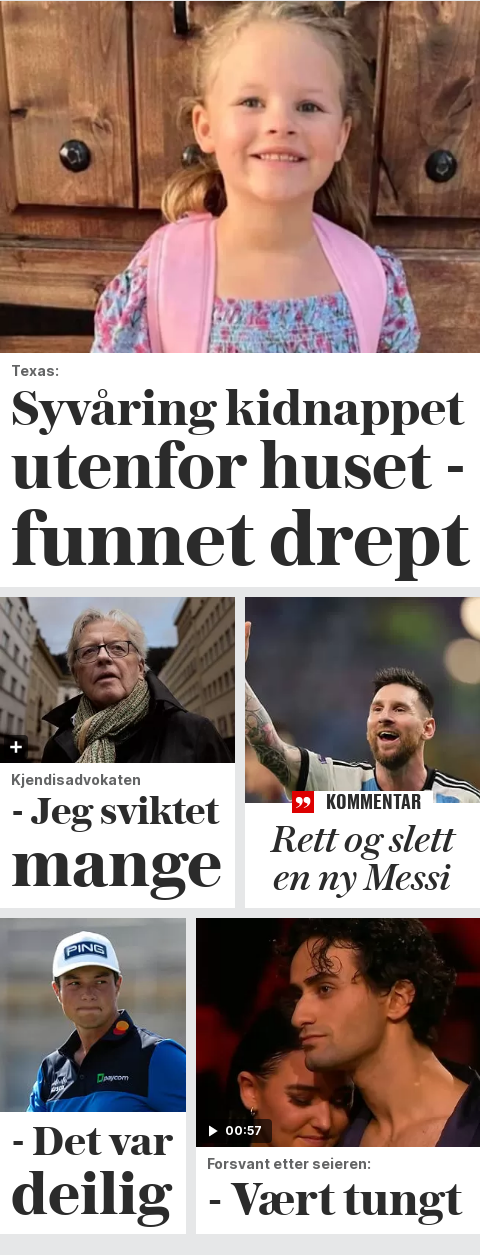 Texas:
Syvåring kidnappet
utenfor huset -
funnet drept
Kjendisadvokaten
- Jeg sviktet
mange
KOMMENTAR
Rett og slett
en ny Messi
PING
paycom
- Det var
deilig
00:57
Forsvant etter seieren:
- Vært tungt